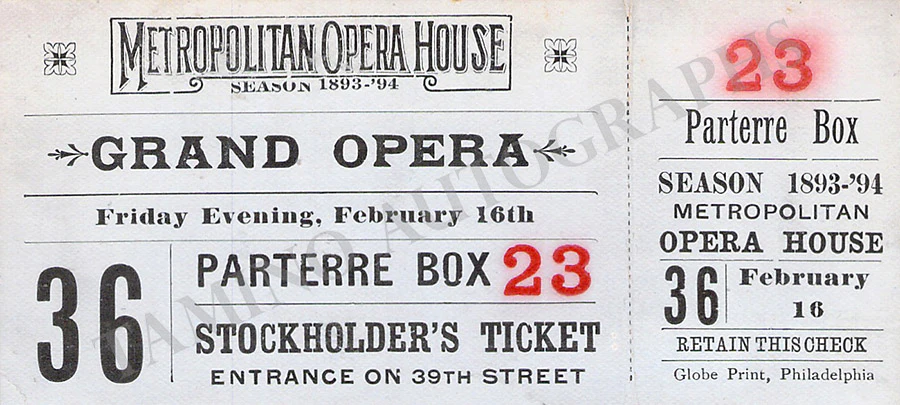 METROPOLITAN OPERA HOUSE
SEASON 1893-'94
GRAND OPERA
Friday Evening, February 16th
36
PARTERRE BOX 23
STOCKHOLDER'S TICKET
ENTRANCE ON 39TH STREET
23
Parterre Box
SEASON 1893-'94
METROPOLITAN
OPERA HOUSE
36 February
16
RETAIN THIS CHECK
Globe Print, Philadelphia
TAMINO AUTOGRAPHS